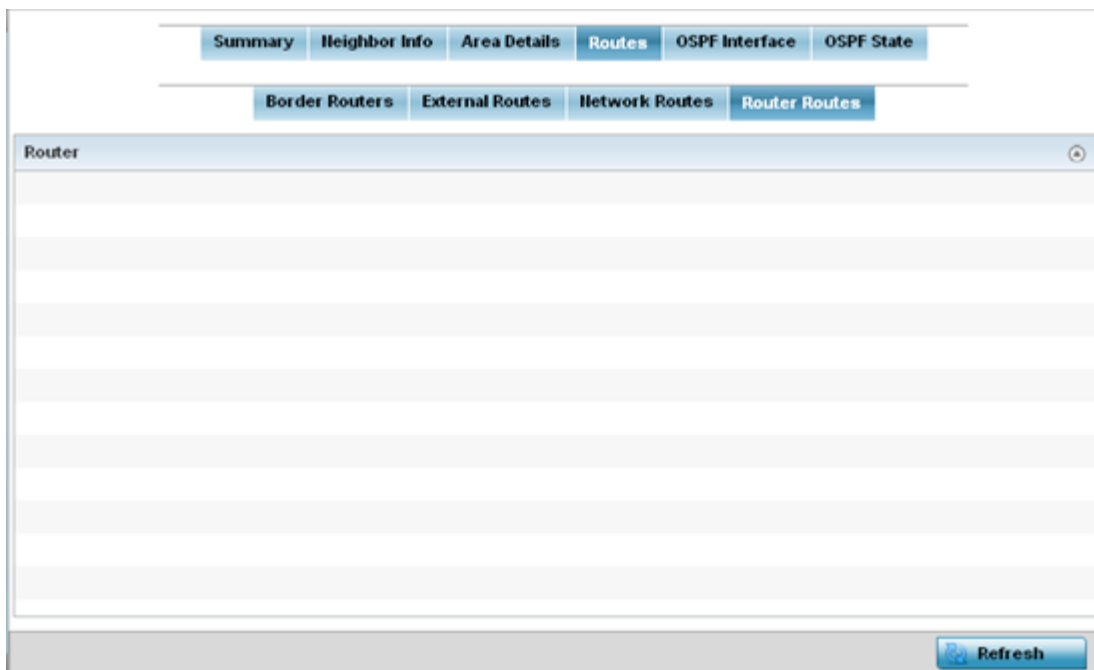 Summary Neighbor Info Area Details Routes OSPF Interface OSPF State
Border Routers External Routes Network Routes Router Routes
Router
Refresh